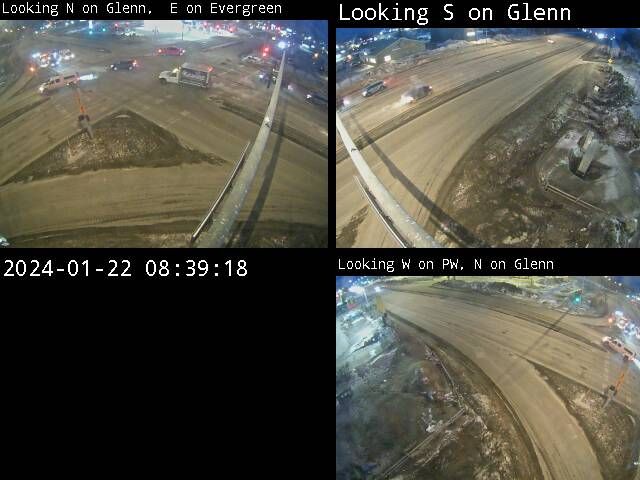 Looking N on Glenn, E on Evergreen
Looking S on Glenn
2024-01-22 08:39:18
Looking W on PW, N on Glenn